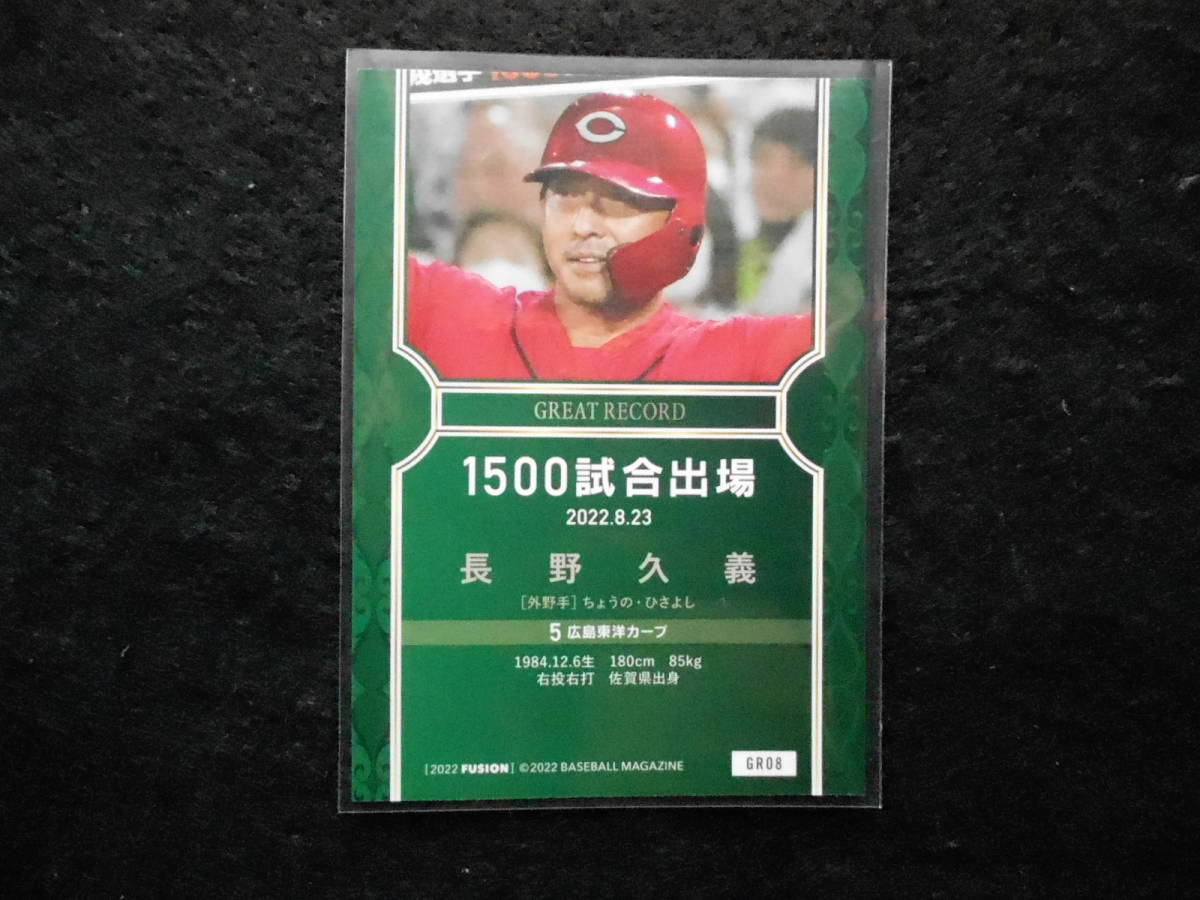 選手
C
GREAT RECORD
1500試合出場
2022.8.23
長野久義
[外野手] ちょうの・ひさよし
5 広島東洋カープ
1984.12.6生 180cm 85kg
右投右打 佐賀県出身
[2022 FUSION] ©2022 BASEBALL MAGAZINE
GR08